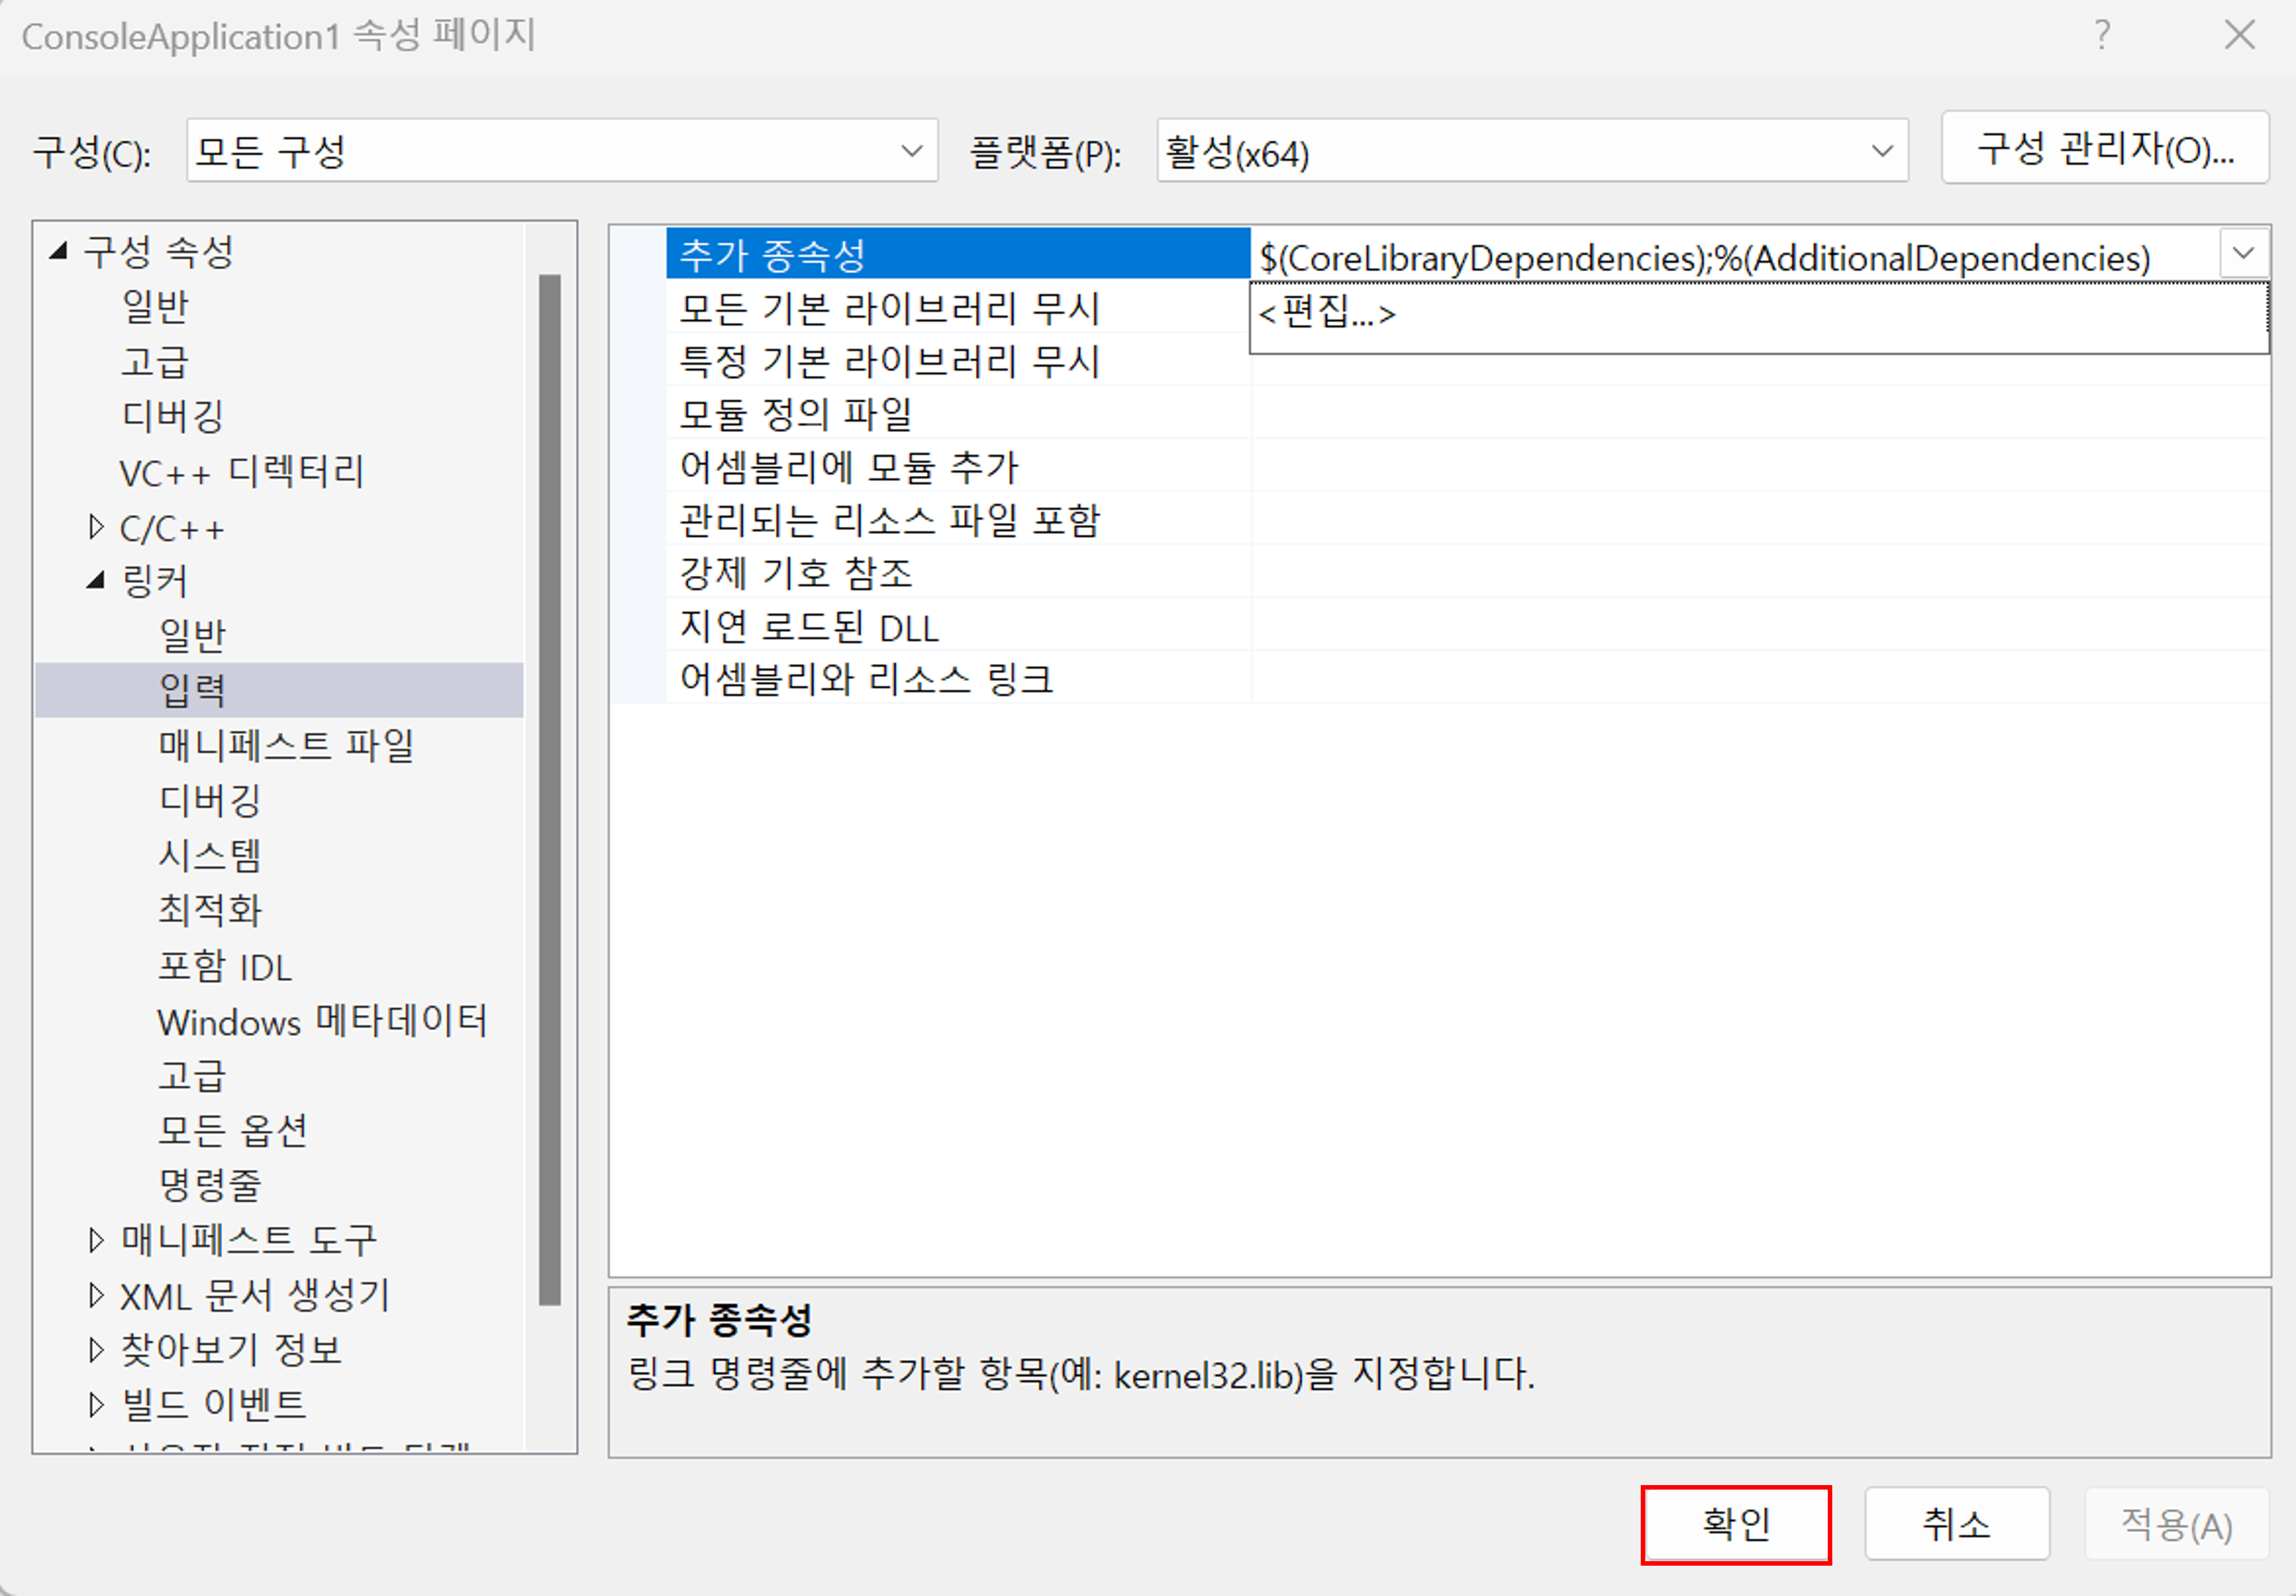 ConsoleApplication1 속성 페이지
?
구성(C):
모든 구성
플랫폼(P):
활성(x64)
구성 관리자(O)...
구성 속성
일반
고급
디버깅
VC++ 디렉터리
C/C++
링커
일반
입력
매니페스트 파일
디버깅
시스템
최적화
포함 IDL
Windows 메타데이터
고급
모든 옵션
명령줄
매니페스트 도구
XML 문서 생성기
찾아보기 정보
빌드 이벤트
추가 종속성 $(CoreLibraryDependencies);%(AdditionalDependencies)
모든 기본 라이브러리 무시 <편집...>
특정 기본 라이브러리 무시
모듈 정의 파일
어셈블리에 모듈 추가
관리되는 리소스 파일 포함
강제 기호 참조
지연 로드된 DLL
어셈블리와 리소스 링크
추가 종속성
링크 명령줄에 추가할 항목(예: kernel32.lib)을 지정합니다.
확인
취소
적용(A)